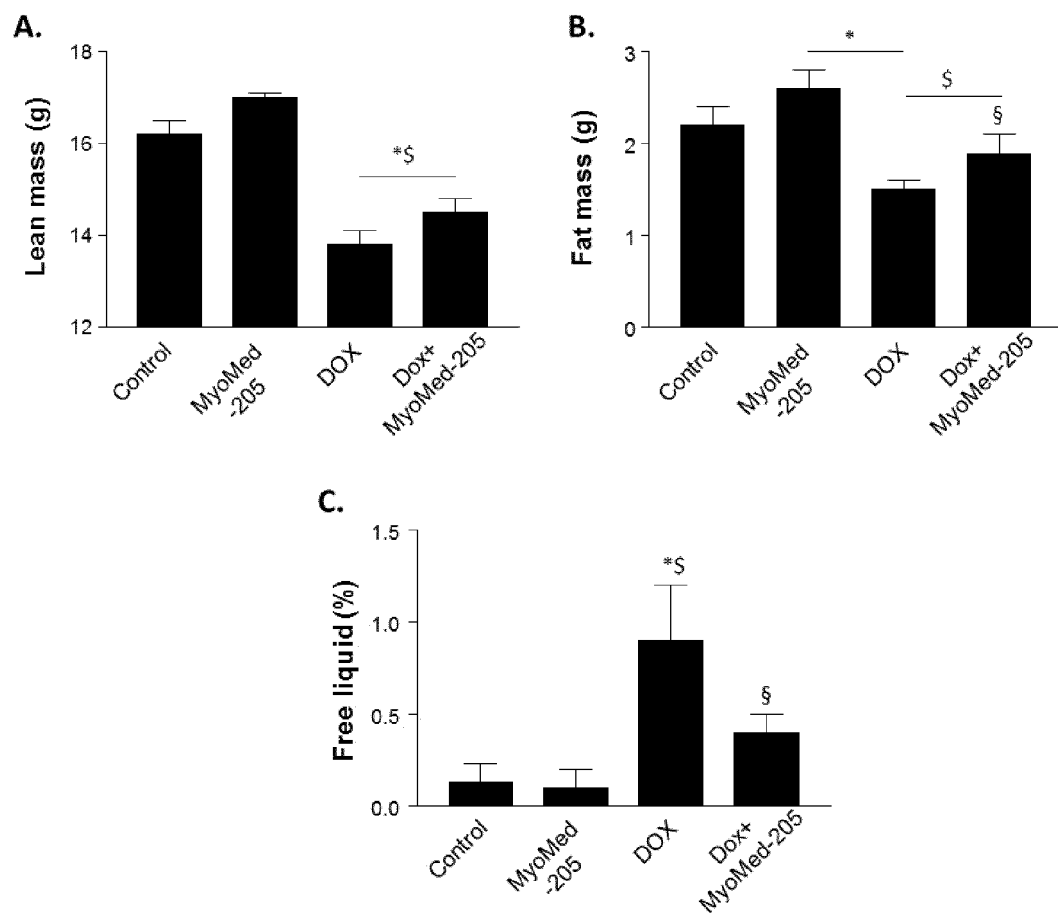 A.
Lean mass (g)
18
16
14
12
*$
Control
MyoMed
-205
DOX
Dox+
MyoMed-205
B.
Fat mass (g)
3
2
1
0
*
$
§
Control
MyoMed
-205
DOX
Dox+
MyoMed-205
C.
Free liquid (%)
1.5
1.0
0.5
0.0
*$
§
Control
MyoMed
-205
DOX
Dox+
MyoMed-205